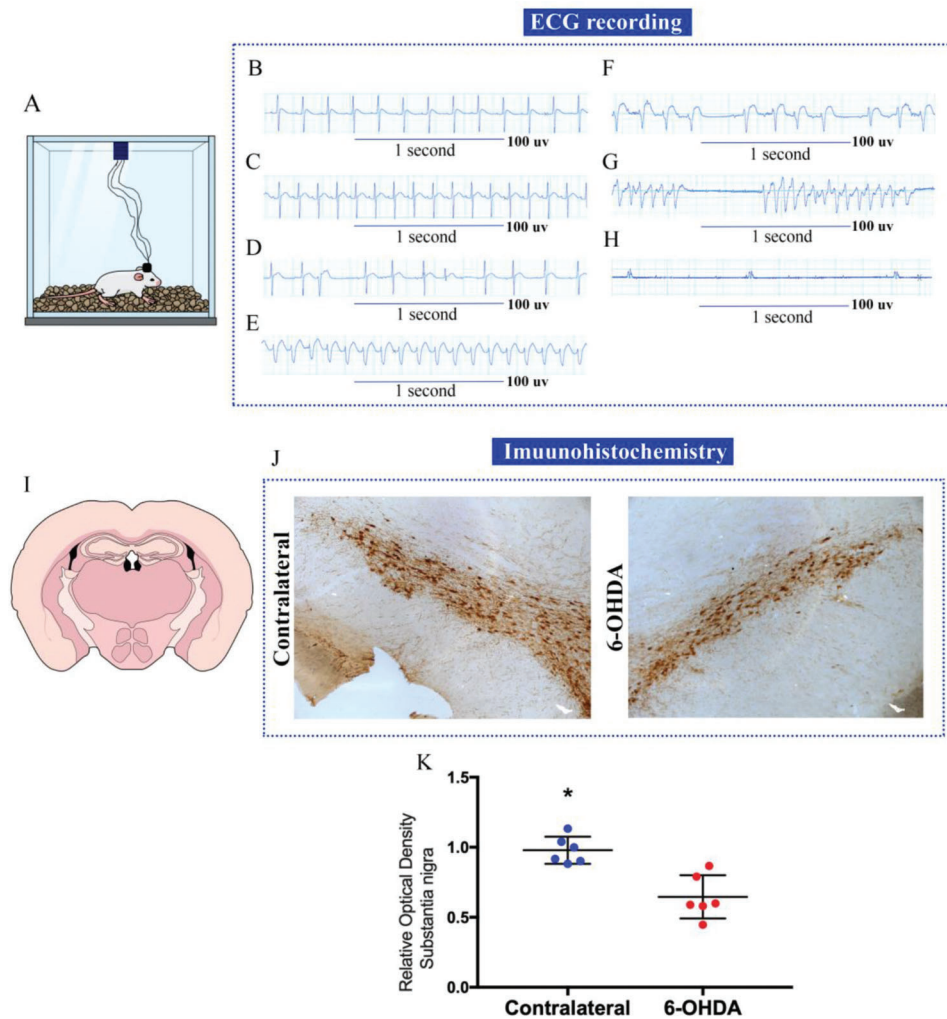 ECG recording
A
B
100 uv
1 second
C
100 uv
1 second
D
100 uv
1 second
E
100 uv
1 second
F
100 uv
1 second
G
100 uv
1 second
H
100 uv
1 second
Imuunohistochemistry
I
J
Contralateral
6-OHDA
K
Relative Optical Density
Substantia nigra
1.5
*
1.0
0.5
0.0
Contralateral
6-OHDA